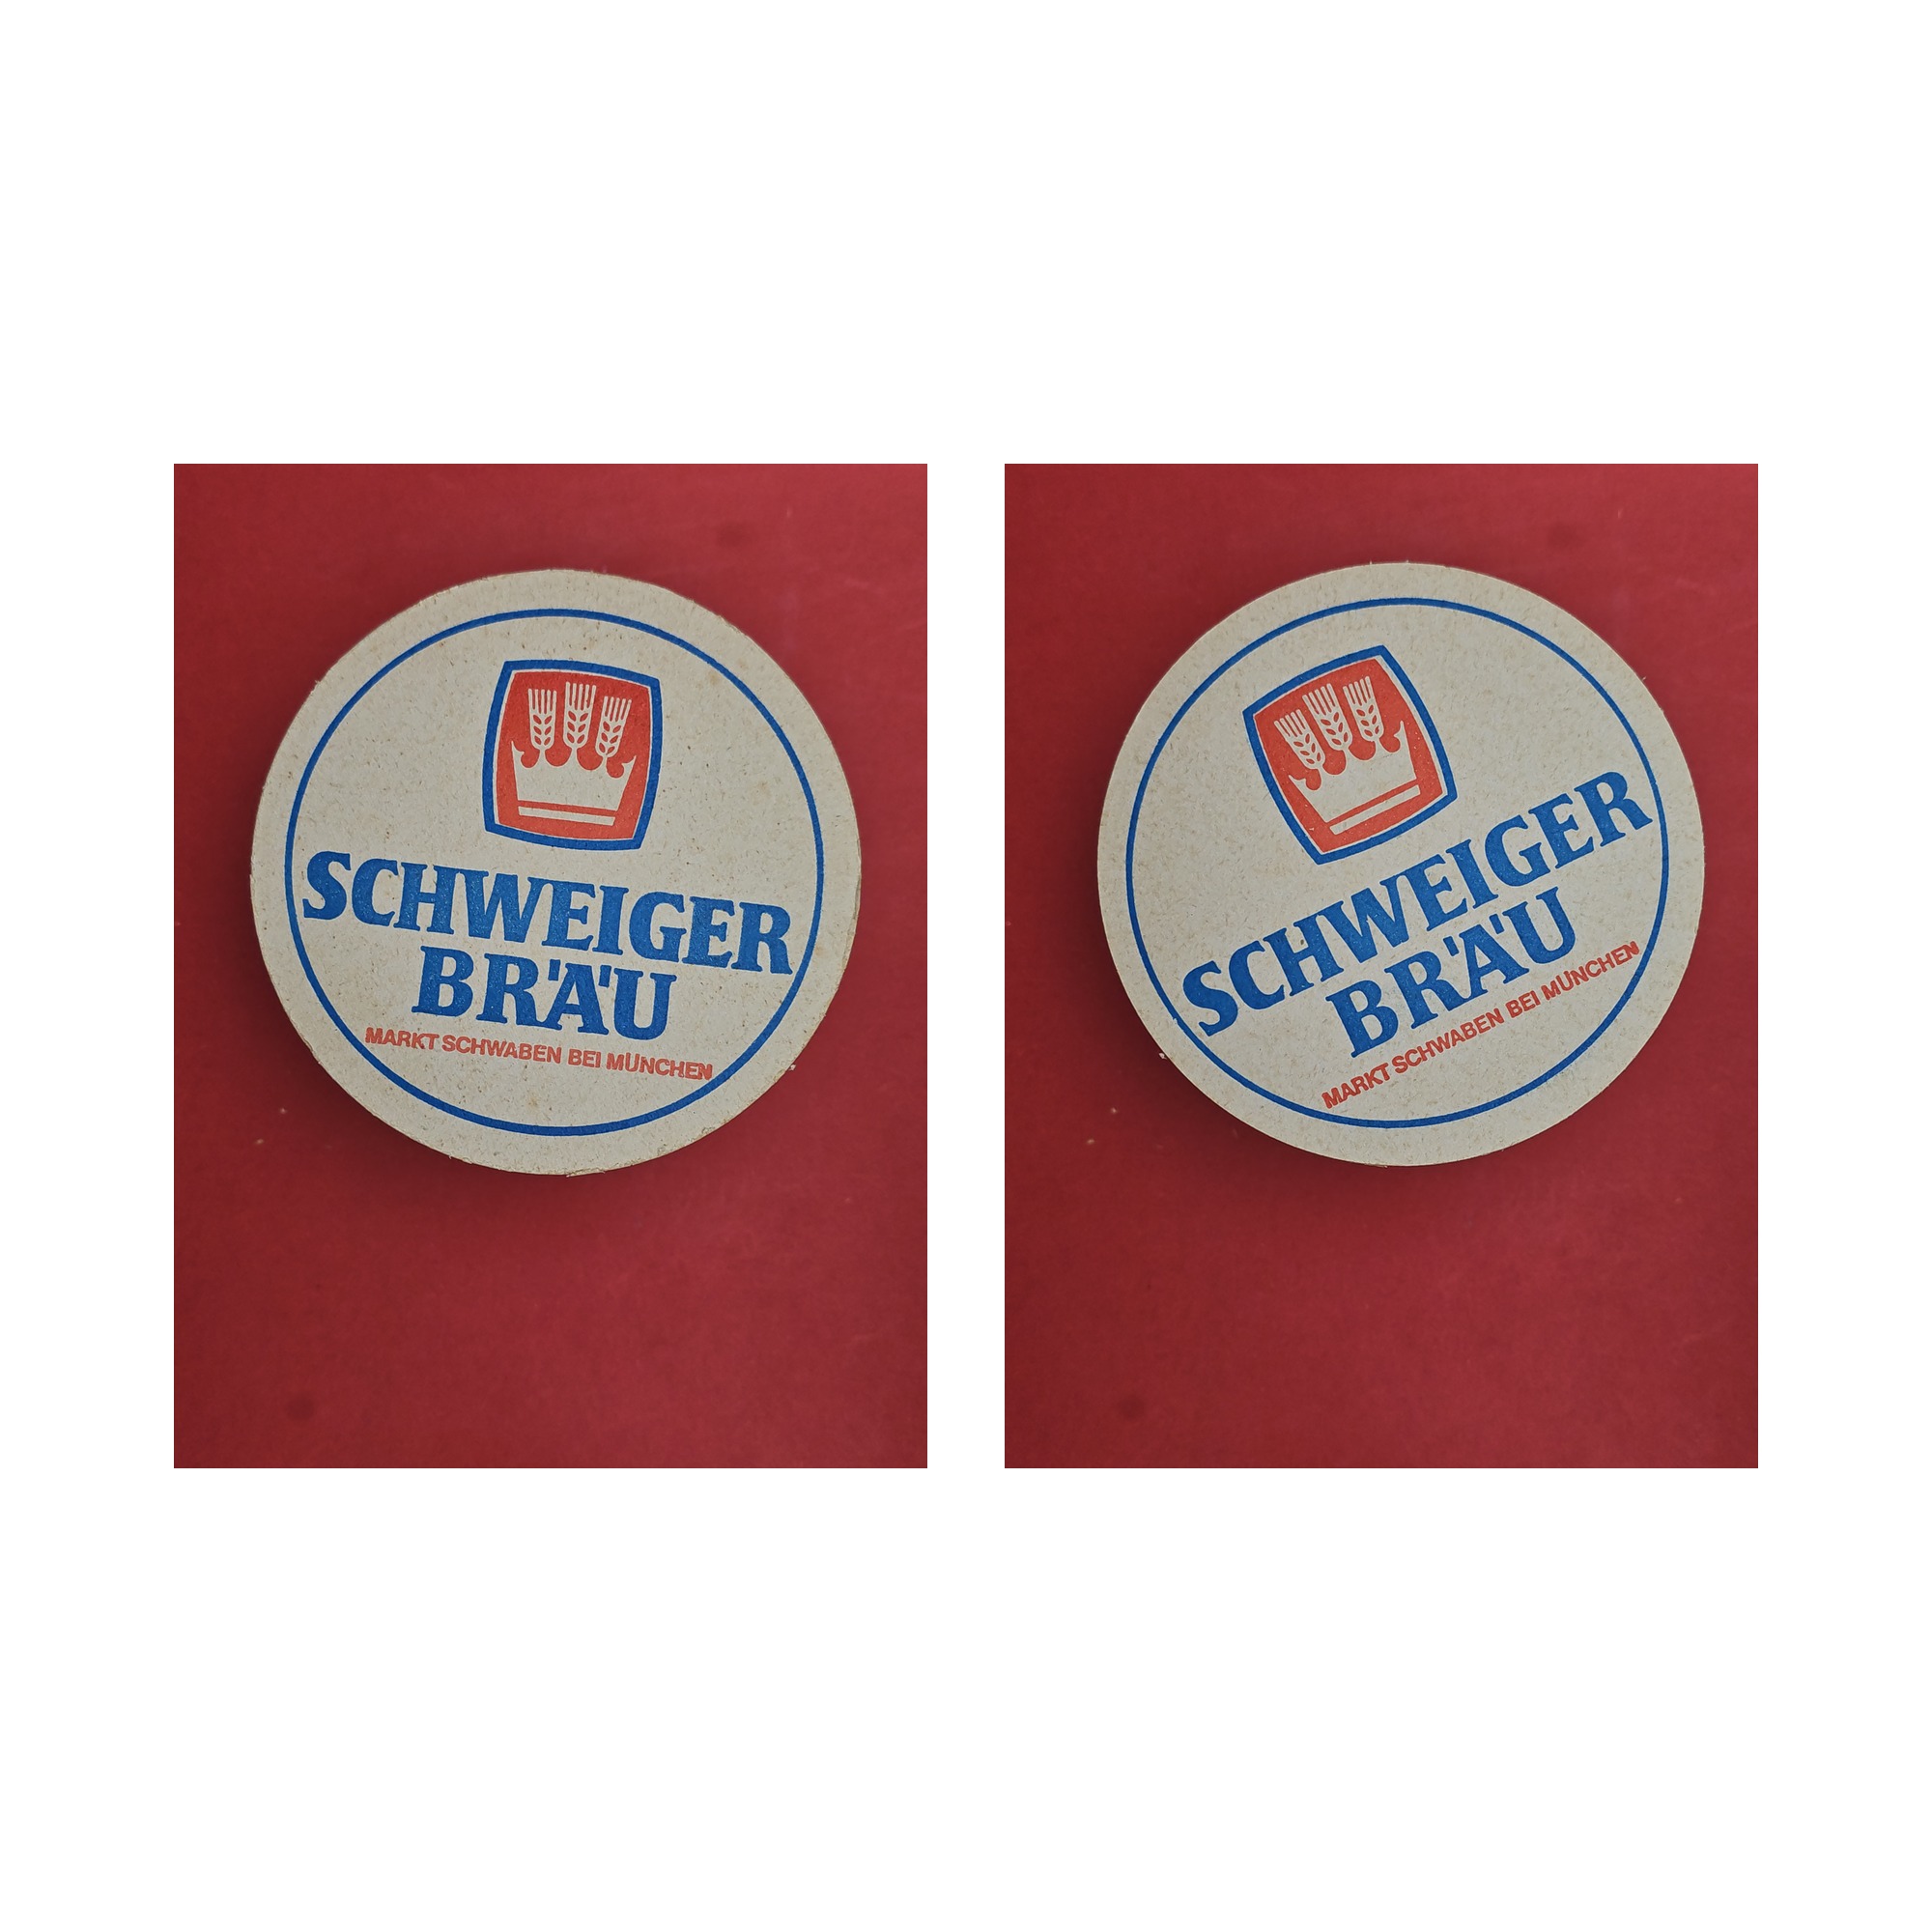 SCHWEIGER
BRÄU
MARKT SCHWABEN BEI MÜNCHEN
SCHWEIGER
BRÄU
MARKT SCHWABEN BEI MÜNCHEN